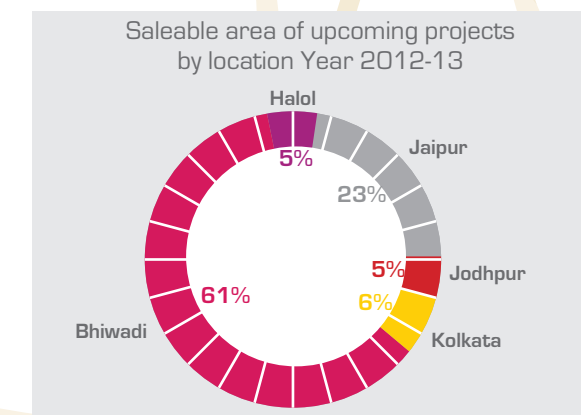 Saleable area of upcoming projects
by location Year 2012-13
Halol
5%
Jaipur
23%
5%
Jodhpur
61%
6%
Bhiwadi
Kolkata